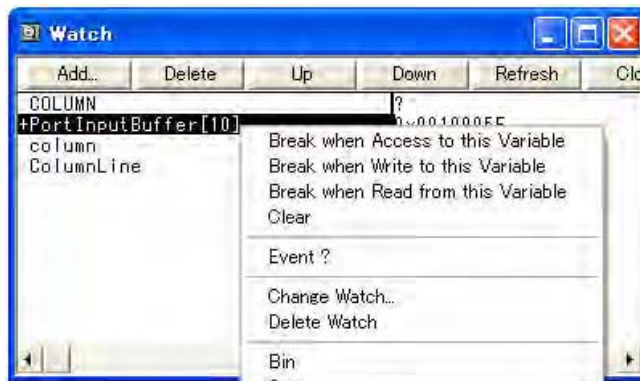 Watch
Add... Delete Up Down Refresh Clo
COLUMN ?
+PortInputBuffer[10]
column
ColumnLine
Break when Access to this Variable
Break when Write to this Variable
Break when Read from this Variable
Clear
Event ?
Change Watch...
Delete Watch
Bin